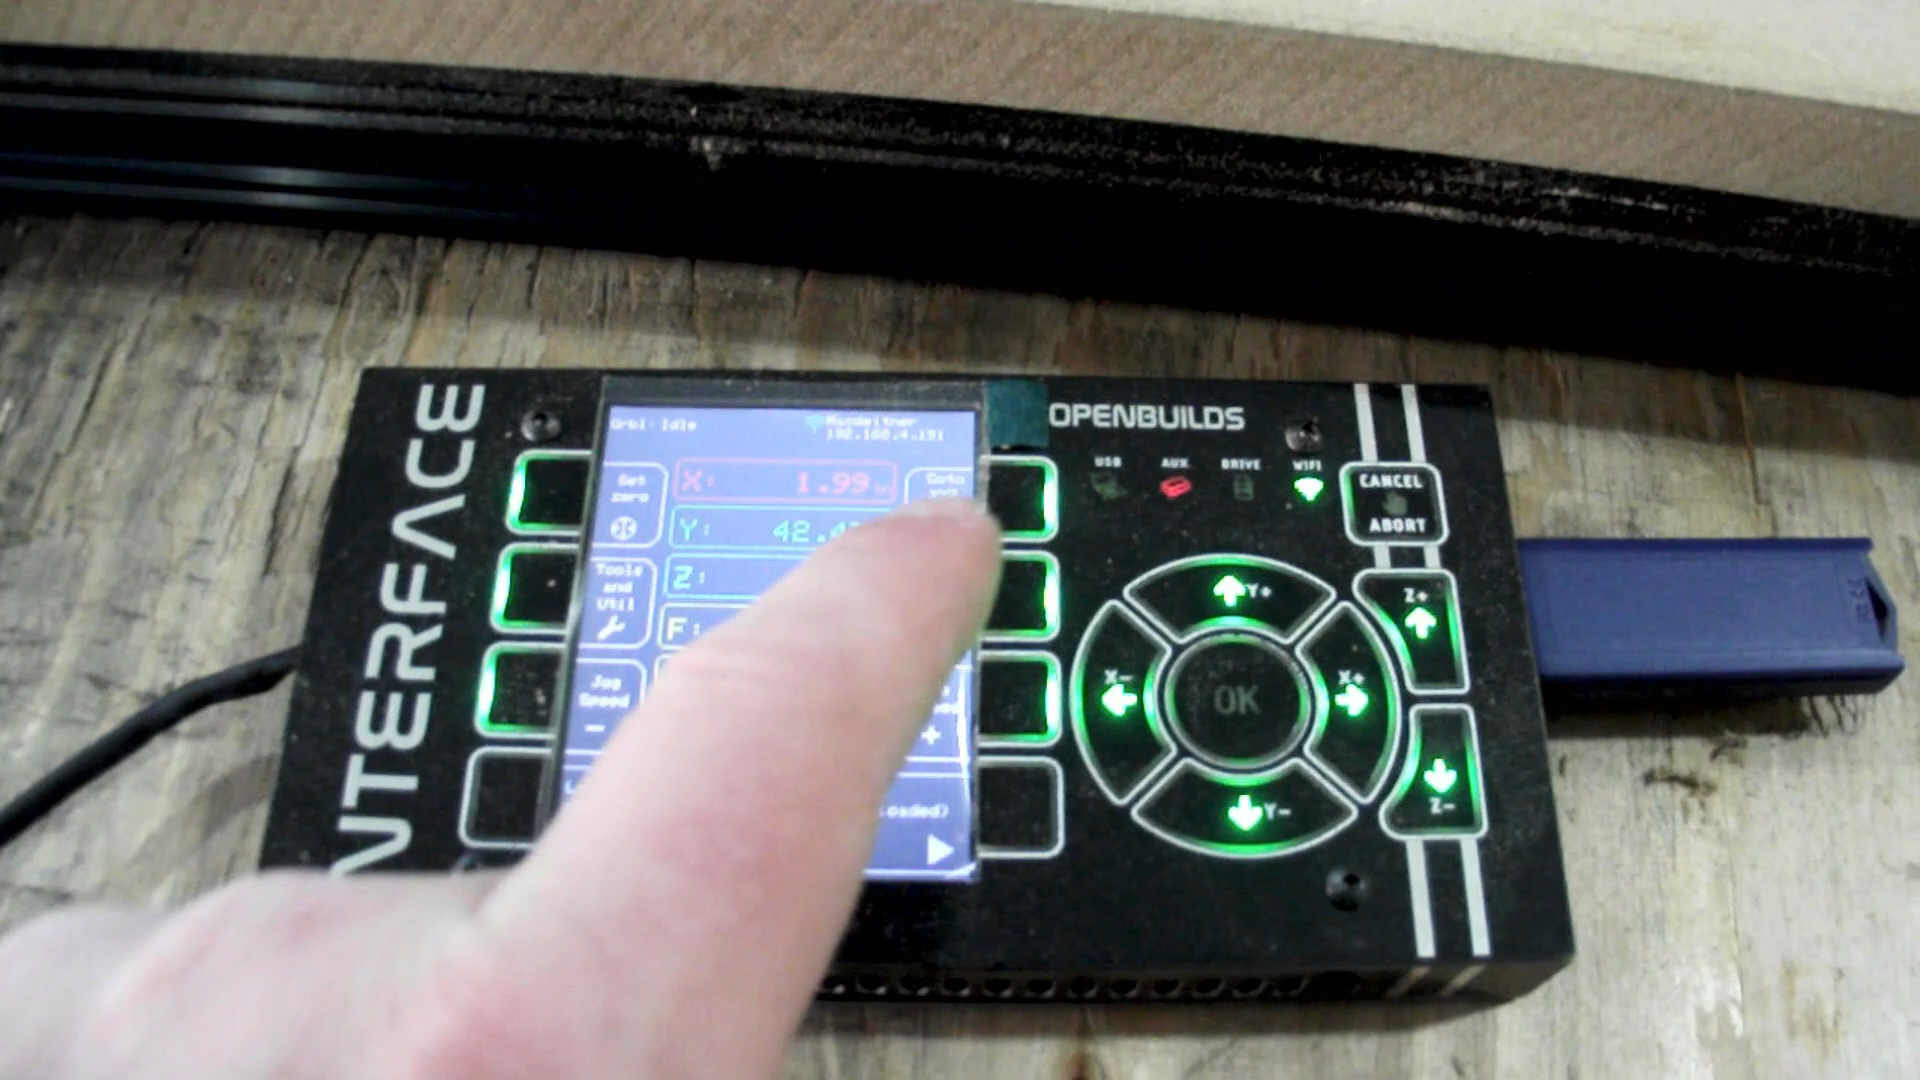 INTERFACE
Grbl: Idle
192.168.4.191
OPENBUILDS
USB AUX DRIVE WIFI
Set
zero
X: 1.99 in
Goto
CANCEL
ABORT
Y: 42.4
Z:
Tools
and
Util
F:
Jog
Speed
-
+
oaded)
Y+
X-
OK
X+
Y-
Z+
Z-